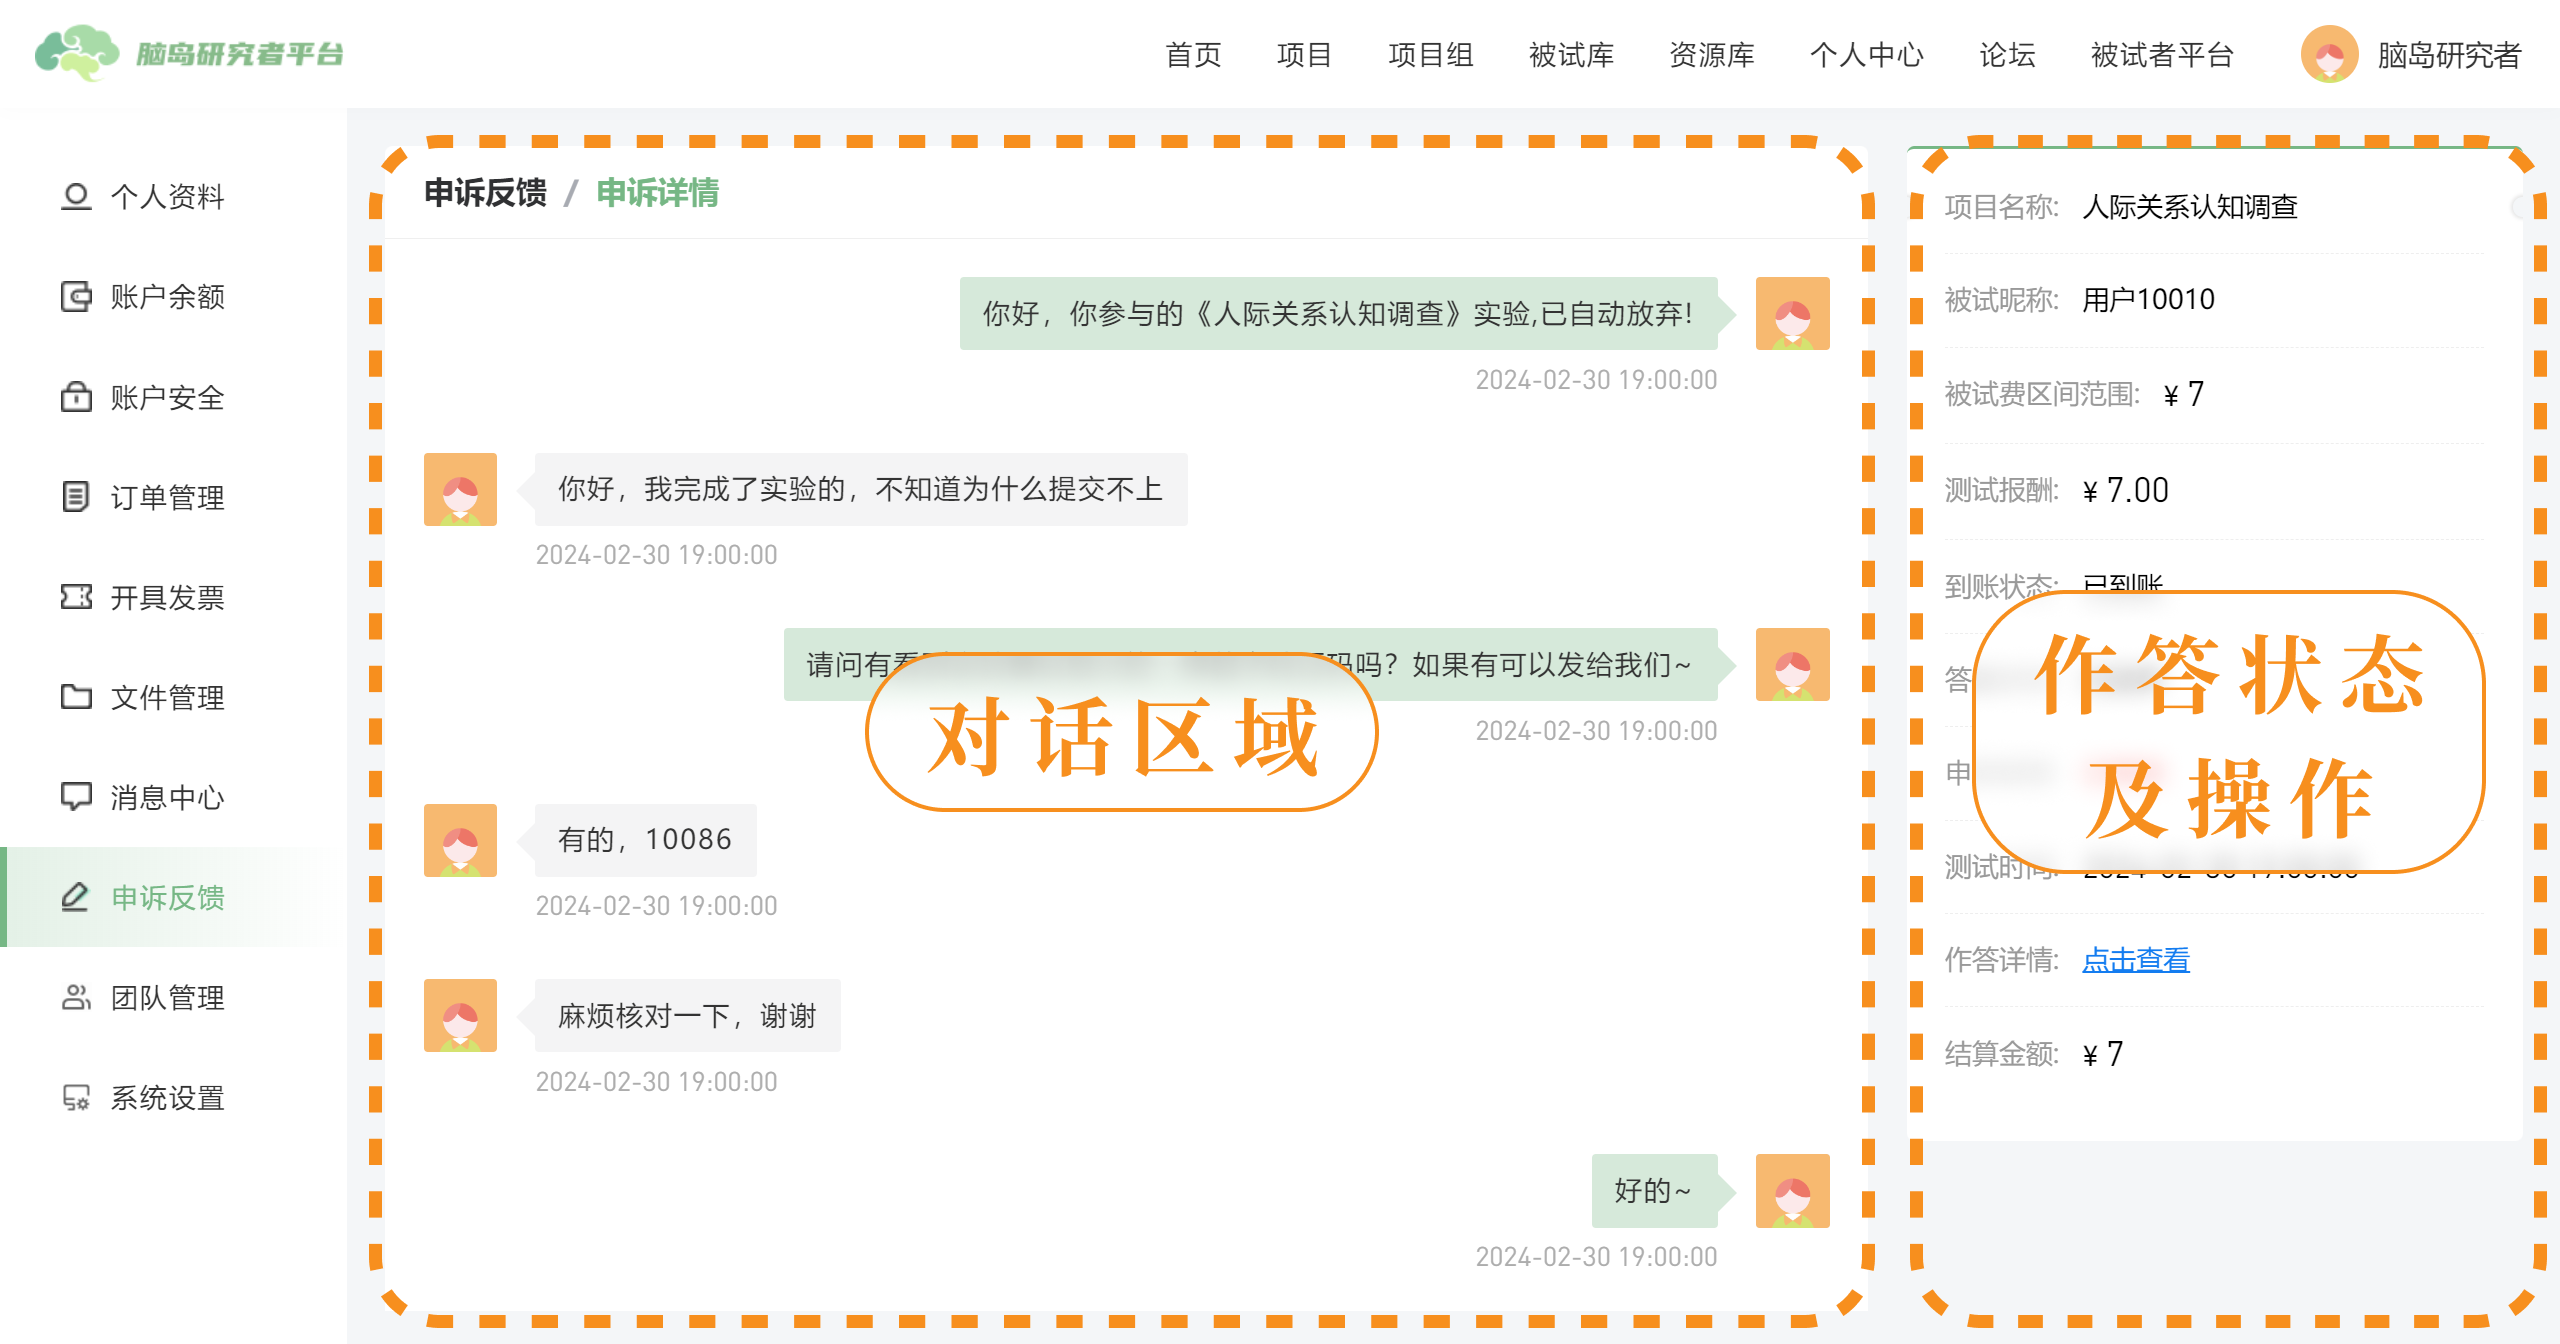 脑岛研究者平台
首页
项目
项目组
被试库
资源库
个人中心
论坛
被试者平台
脑岛研究者
个人资料
账户余额
账户安全
订单管理
开具发票
文件管理
消息中心
申诉反馈
团队管理
系统设置
申诉反馈 / 申诉详情
你好，你参与的《人际关系认知调查》实验,已自动放弃!
2024-02-30 19:00:00
你好，我完成了实验的，不知道为什么提交不上
2024-02-30 19:00:00
请问有看 码吗？如果有可以发给我们~
2024-02-30 19:00:00
对话区域
有的，10086
2024-02-30 19:00:00
麻烦核对一下，谢谢
2024-02-30 19:00:00
好的~
2024-02-30 19:00:00
项目名称: 人际关系认知调查
被试昵称: 用户10010
被试费区间范围: ¥ 7
测试报酬: ¥ 7.00
到账状态: 已到账
答
申
作答状态
及操作
测试时间:
作答详情: 点击查看
结算金额: ¥ 7